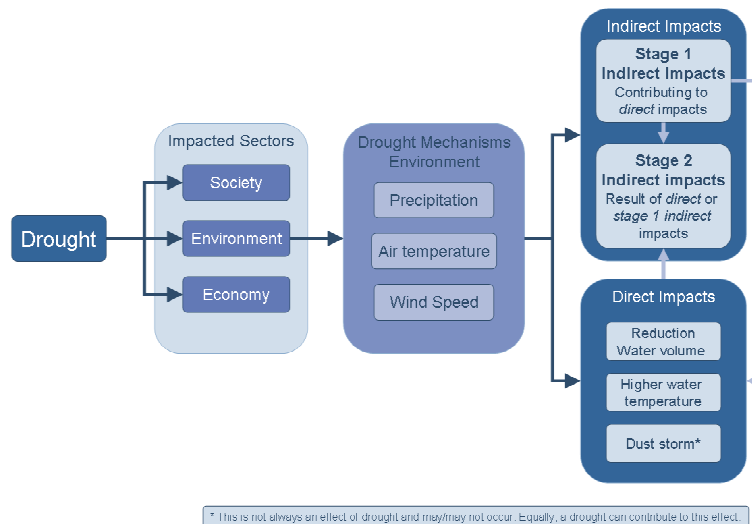 Drought
Impacted Sectors
Society
Environment
Economy
Drought Mechanisms
Environment
Precipitation
Air temperature
Wind Speed
Indirect Impacts
Stage 1
Indirect Impacts
Contributing to
direct impacts
Stage 2
Indirect impacts
Result of direct or
stage 1 indirect
impacts
Direct Impacts
Reduction
Water volume
Higher water
temperature
Dust storm*
* This is not always an effect of drought and may/may not occur. Equally, a drought can contribute to this effect.